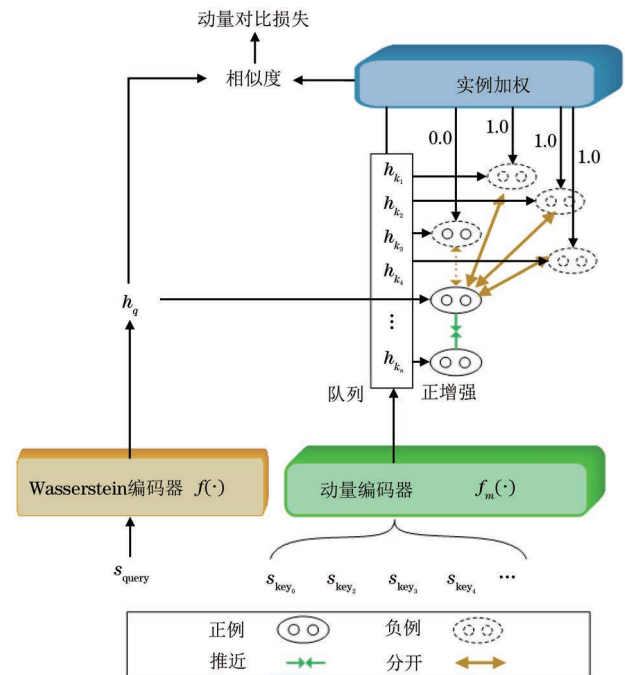 动量对比损失
相似度
实例加权
0.0
1.0
1.0
1.0
h_{k_1}
h_{k_2}
h_{k_3}
h_{k_4}
h_q
⋮
h_{k_n}
队列
正增强
Wasserstein编码器 f(·)
动量编码器 f_m(·)
s_{query}
s_{key_0} s_{key_2} s_{key_3} s_{key_4} ···
正例 负例
推近 分开